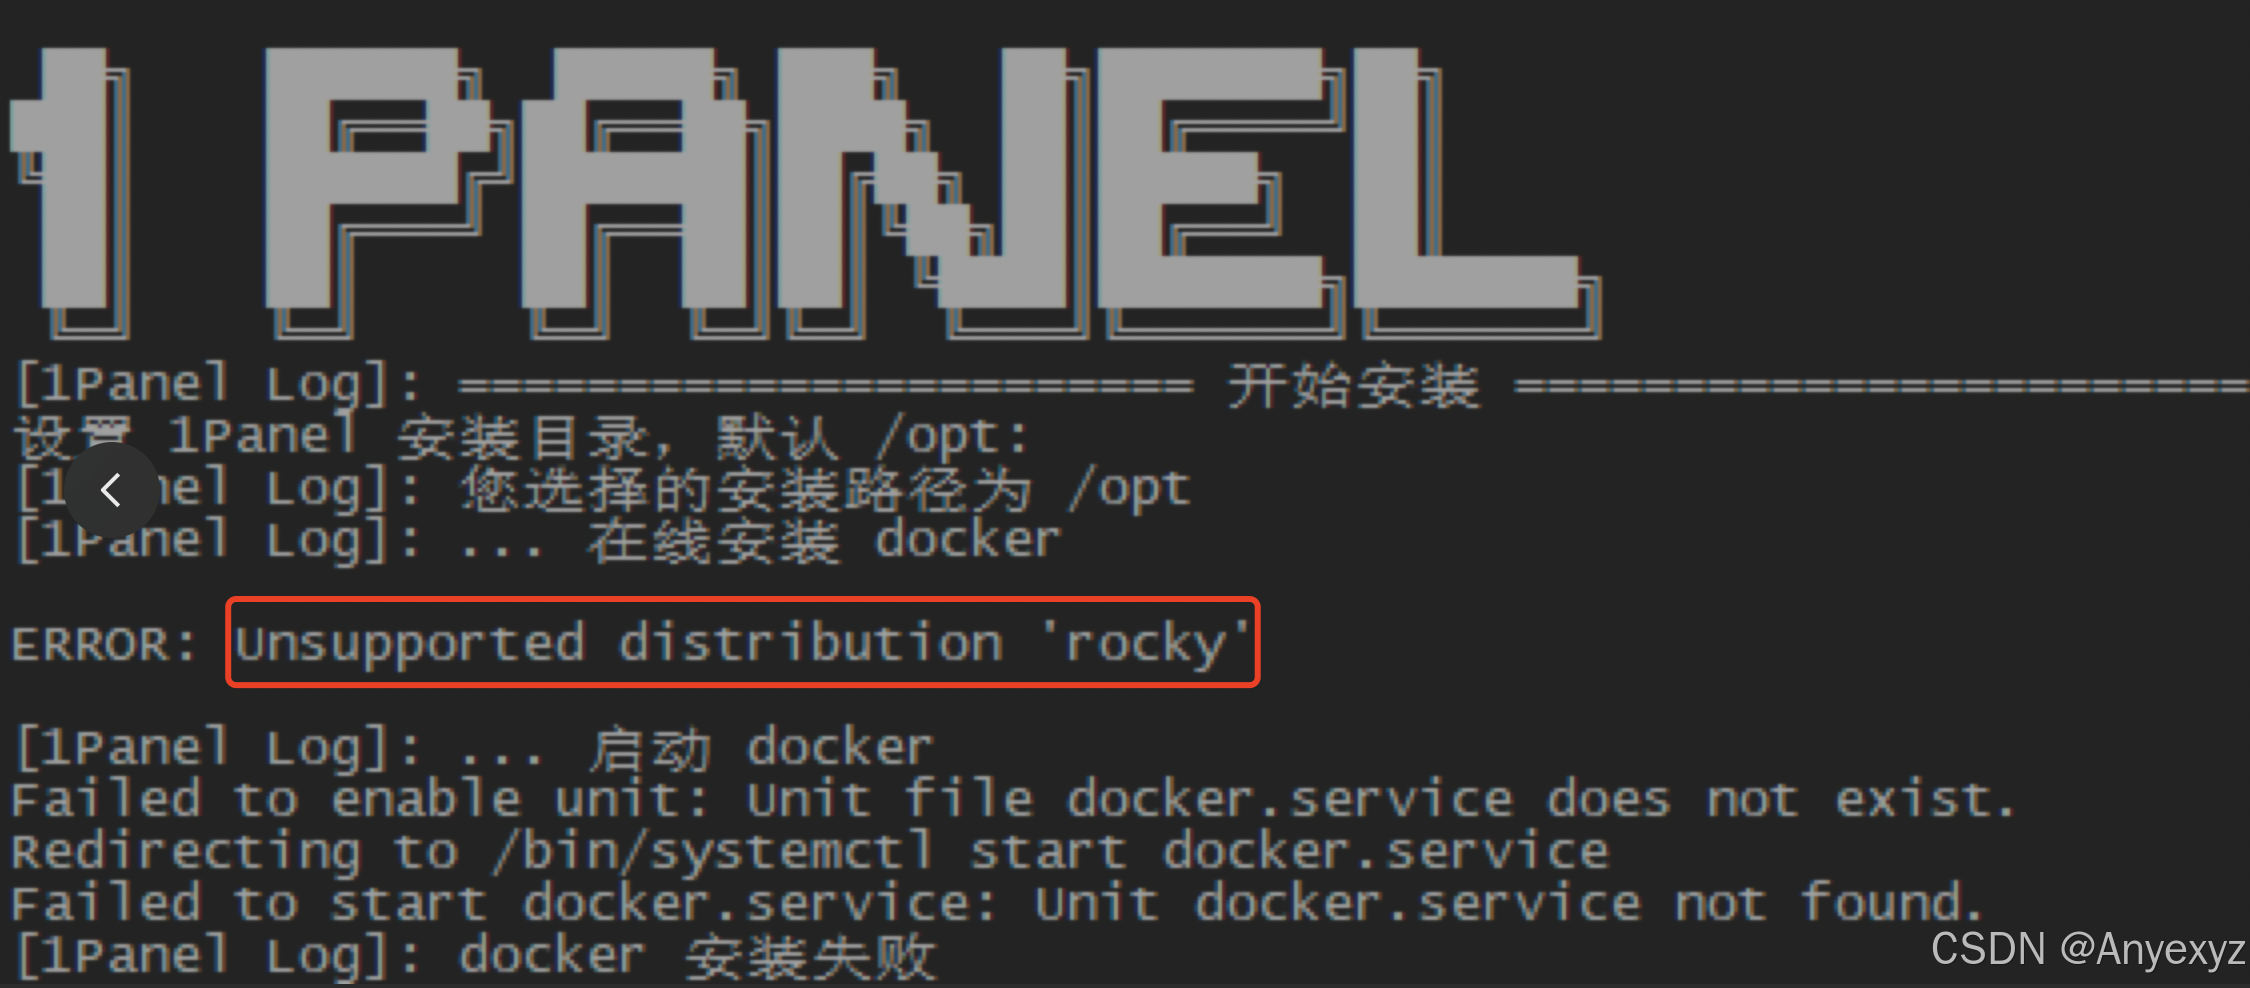 1 PANEL
[1Panel Log]: ======================= 开始安装 =======================
设置 1Panel 安装目录，默认 /opt:
[1Panel Log]: 您选择的安装路径为 /opt
[1Panel Log]: ... 在线安装 docker
ERROR: Unsupported distribution 'rocky'
[1Panel Log]: ... 启动 docker
Failed to enable unit: Unit file docker.service does not exist.
Redirecting to /bin/systemctl start docker.service
Failed to start docker.service: Unit docker.service not found.
[1Panel Log]: docker 安装失败
CSDN @Anyexyz